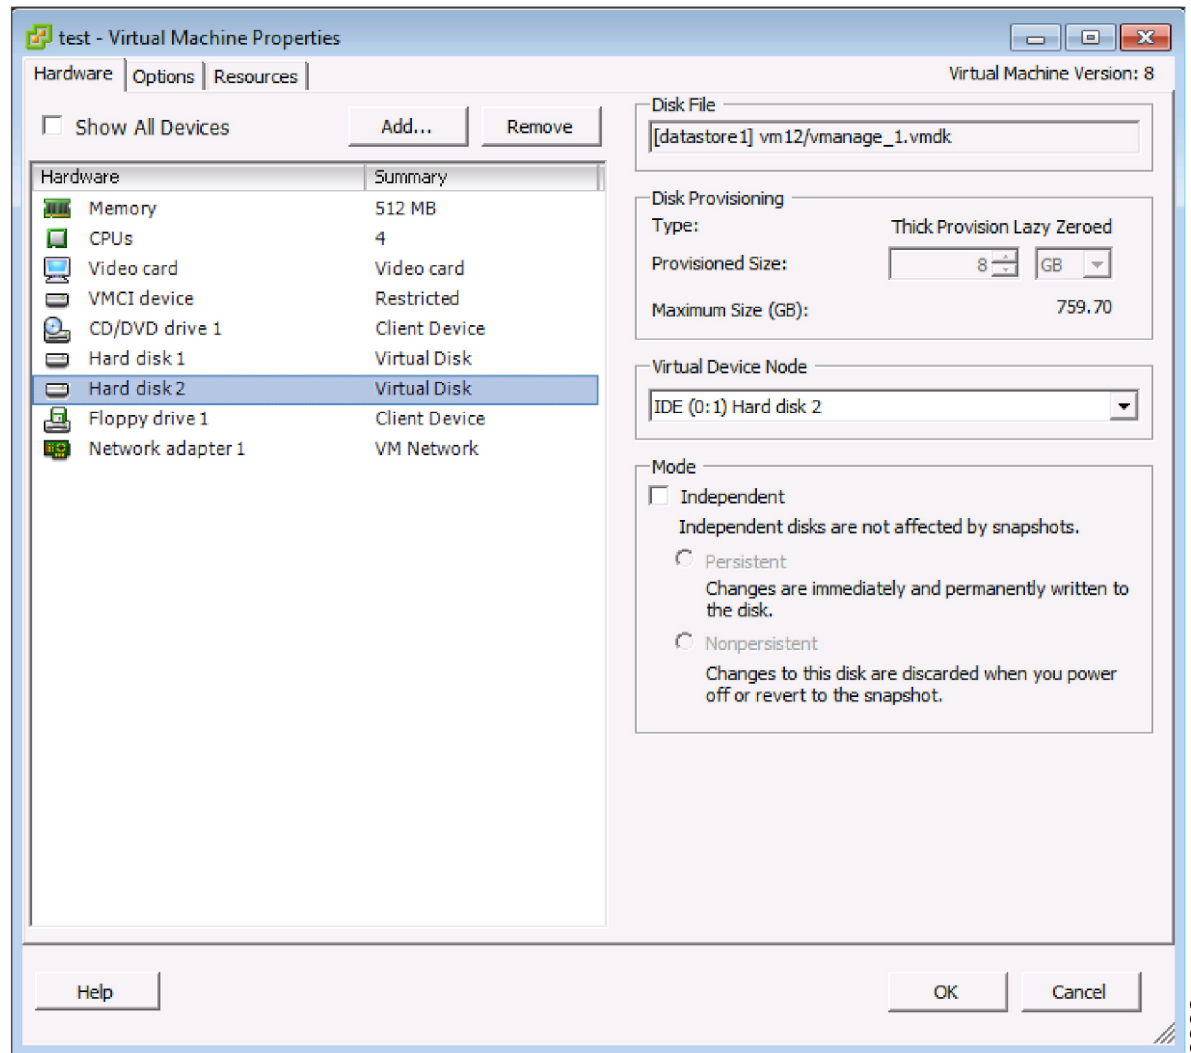 test - Virtual Machine Properties
Hardware Options Resources
Virtual Machine Version: 8
Show All Devices
Add...
Remove
Hardware Summary
Memory 512 MB
CPUs 4
Video card Video card
VMCI device Restricted
CD/DVD drive 1 Client Device
Hard disk 1 Virtual Disk
Hard disk 2 Virtual Disk
Floppy drive 1 Client Device
Network adapter 1 VM Network
Disk File
[datastore1] vm12/vmanage_1.vmdk
Disk Provisioning
Type: Thick Provision Lazy Zeroed
Provisioned Size: 8 GB
Maximum Size (GB): 759.70
Virtual Device Node
IDE (0:1) Hard disk 2
Mode
Independent
Independent disks are not affected by snapshots.
Persistent
Changes are immediately and permanently written to
the disk.
Nonpersistent
Changes to this disk are discarded when you power
off or revert to the snapshot.
Help
OK
Cancel